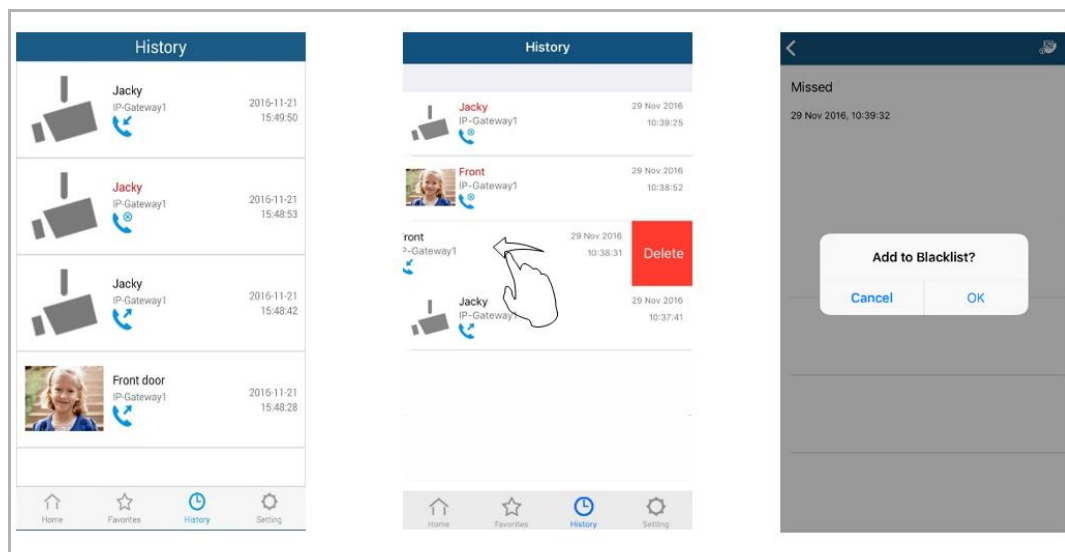 History
Jacky
IP-Gateway1
2016-11-21
15:49:50
Jacky
IP-Gateway1
2016-11-21
15:48:53
Jacky
IP-Gateway1
2016-11-21
15:48:42
Front door
IP-Gateway1
2016-11-21
15:48:28
Home
Favorites
History
Setting
History
Jacky
IP-Gateway1
29 Nov 2016
10:39:25
Front
IP-Gateway1
29 Nov 2016
10:38:52
ront
P-Gateway1
29 Nov 2016
10:38:31
Delete
Jacky
IP-Gateway1
29 Nov 2016
10:37:41
Home
Favorites
History
Setting
Missed
29 Nov 2016, 10:39:32
Add to Blacklist?
Cancel
OK